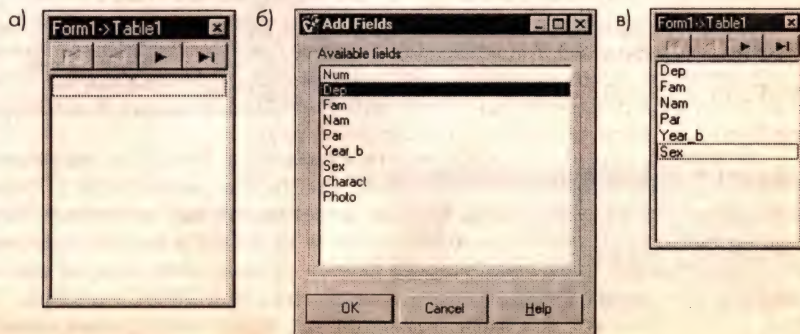 а)
Form1->Table1
б)
Add Fields
Available fields
Num
Dep
Fam
Nam
Par
Year_b
Sex
Charact
Photo
OK
Cancel
Help
в)
Form1->Table1
Dep
Fam
Nam
Par
Year_b
Sex